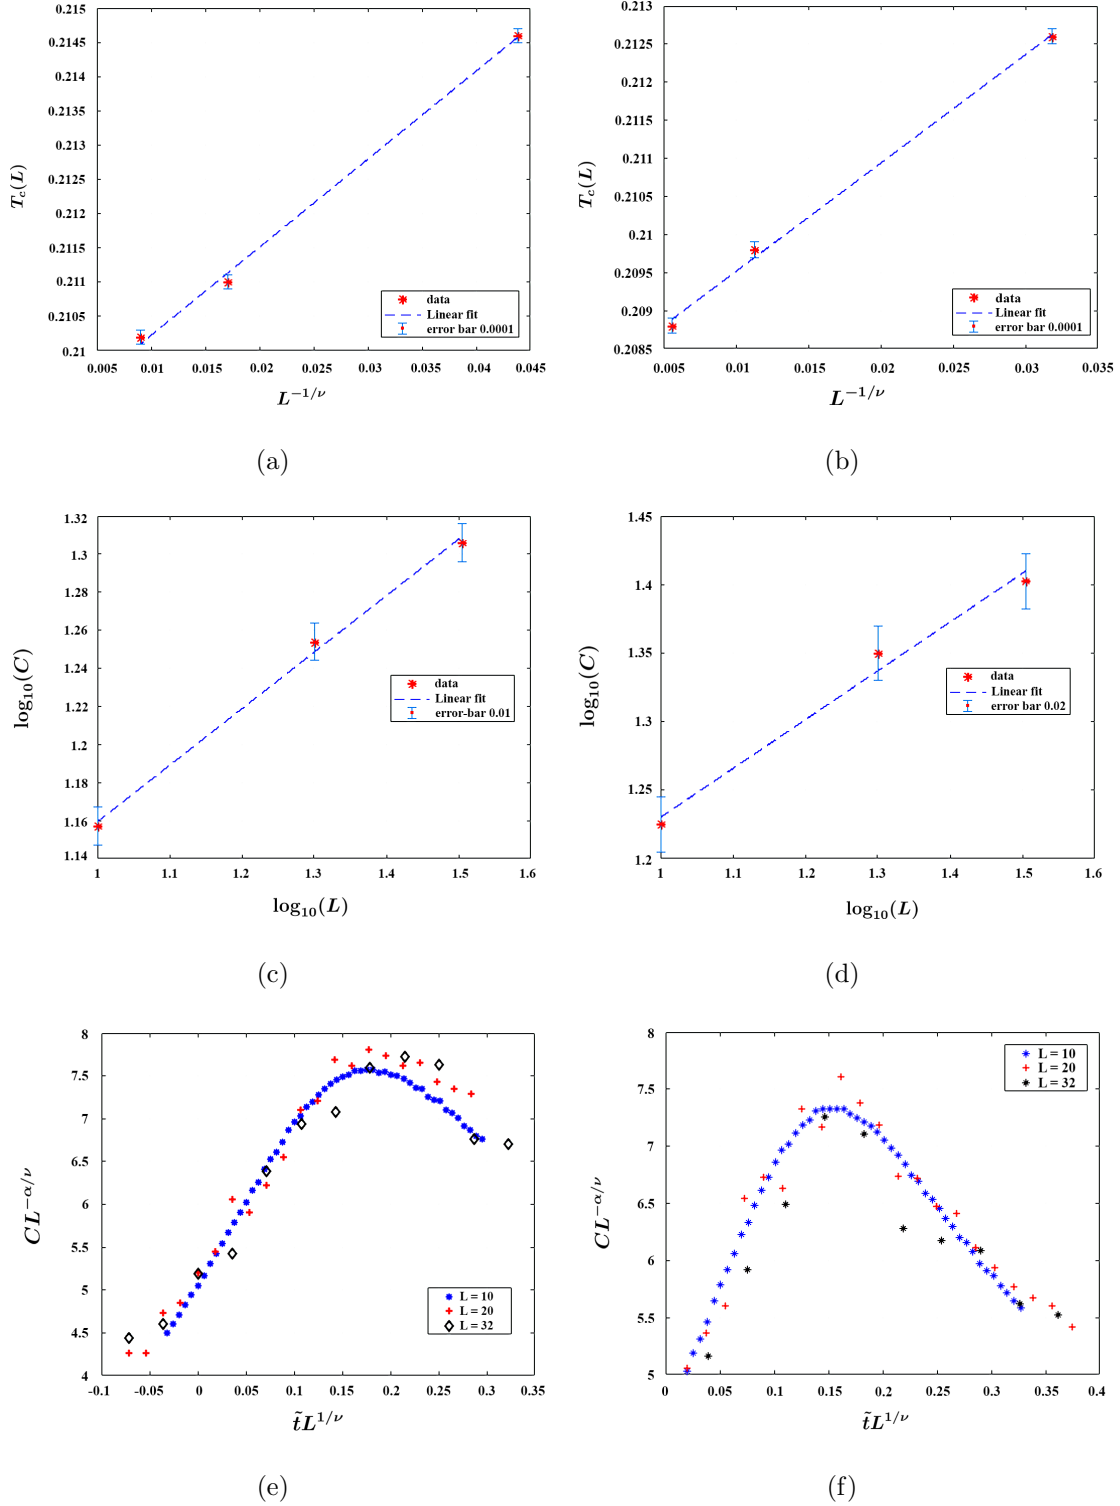 0.215
0.2145
0.214
0.2135
0.213
0.2125
0.212
0.2115
0.211
0.2105
0.21
T_c(L)
data
Linear fit
error bar 0.0001
0.005 0.01 0.015 0.02 0.025 0.03 0.035 0.04 0.045
L^{-1/ν}
(a)
0.213
0.2125
0.212
0.2115
0.211
0.2105
0.21
0.2095
0.209
0.2085
T_c(L)
data
Linear fit
error bar 0.0001
0.005 0.01 0.015 0.02 0.025 0.03 0.035
L^{-1/ν}
(b)
1.32
1.3
1.28
1.26
1.24
1.22
1.2
1.18
1.16
1.14
log₁₀(C)
data
Linear fit
error-bar 0.01
1 1.1 1.2 1.3 1.4 1.5 1.6
log₁₀(L)
(c)
1.45
1.4
1.35
1.3
1.25
1.2
log₁₀(C)
data
Linear fit
error bar 0.02
1 1.1 1.2 1.3 1.4 1.5 1.6
log₁₀(L)
(d)
8
7.5
7
6.5
6
5.5
5
4.5
4
CL^{-α/ν}
L = 10
L = 20
L = 32
-0.1 -0.05 0 0.05 0.1 0.15 0.2 0.25 0.3 0.35
t̃L^{1/ν}
(e)
8
7.5
7
6.5
6
5.5
5
CL^{-α/ν}
L = 10
L = 20
L = 32
0 0.05 0.1 0.15 0.2 0.25 0.3 0.35 0.4
t̃L^{1/ν}
(f)